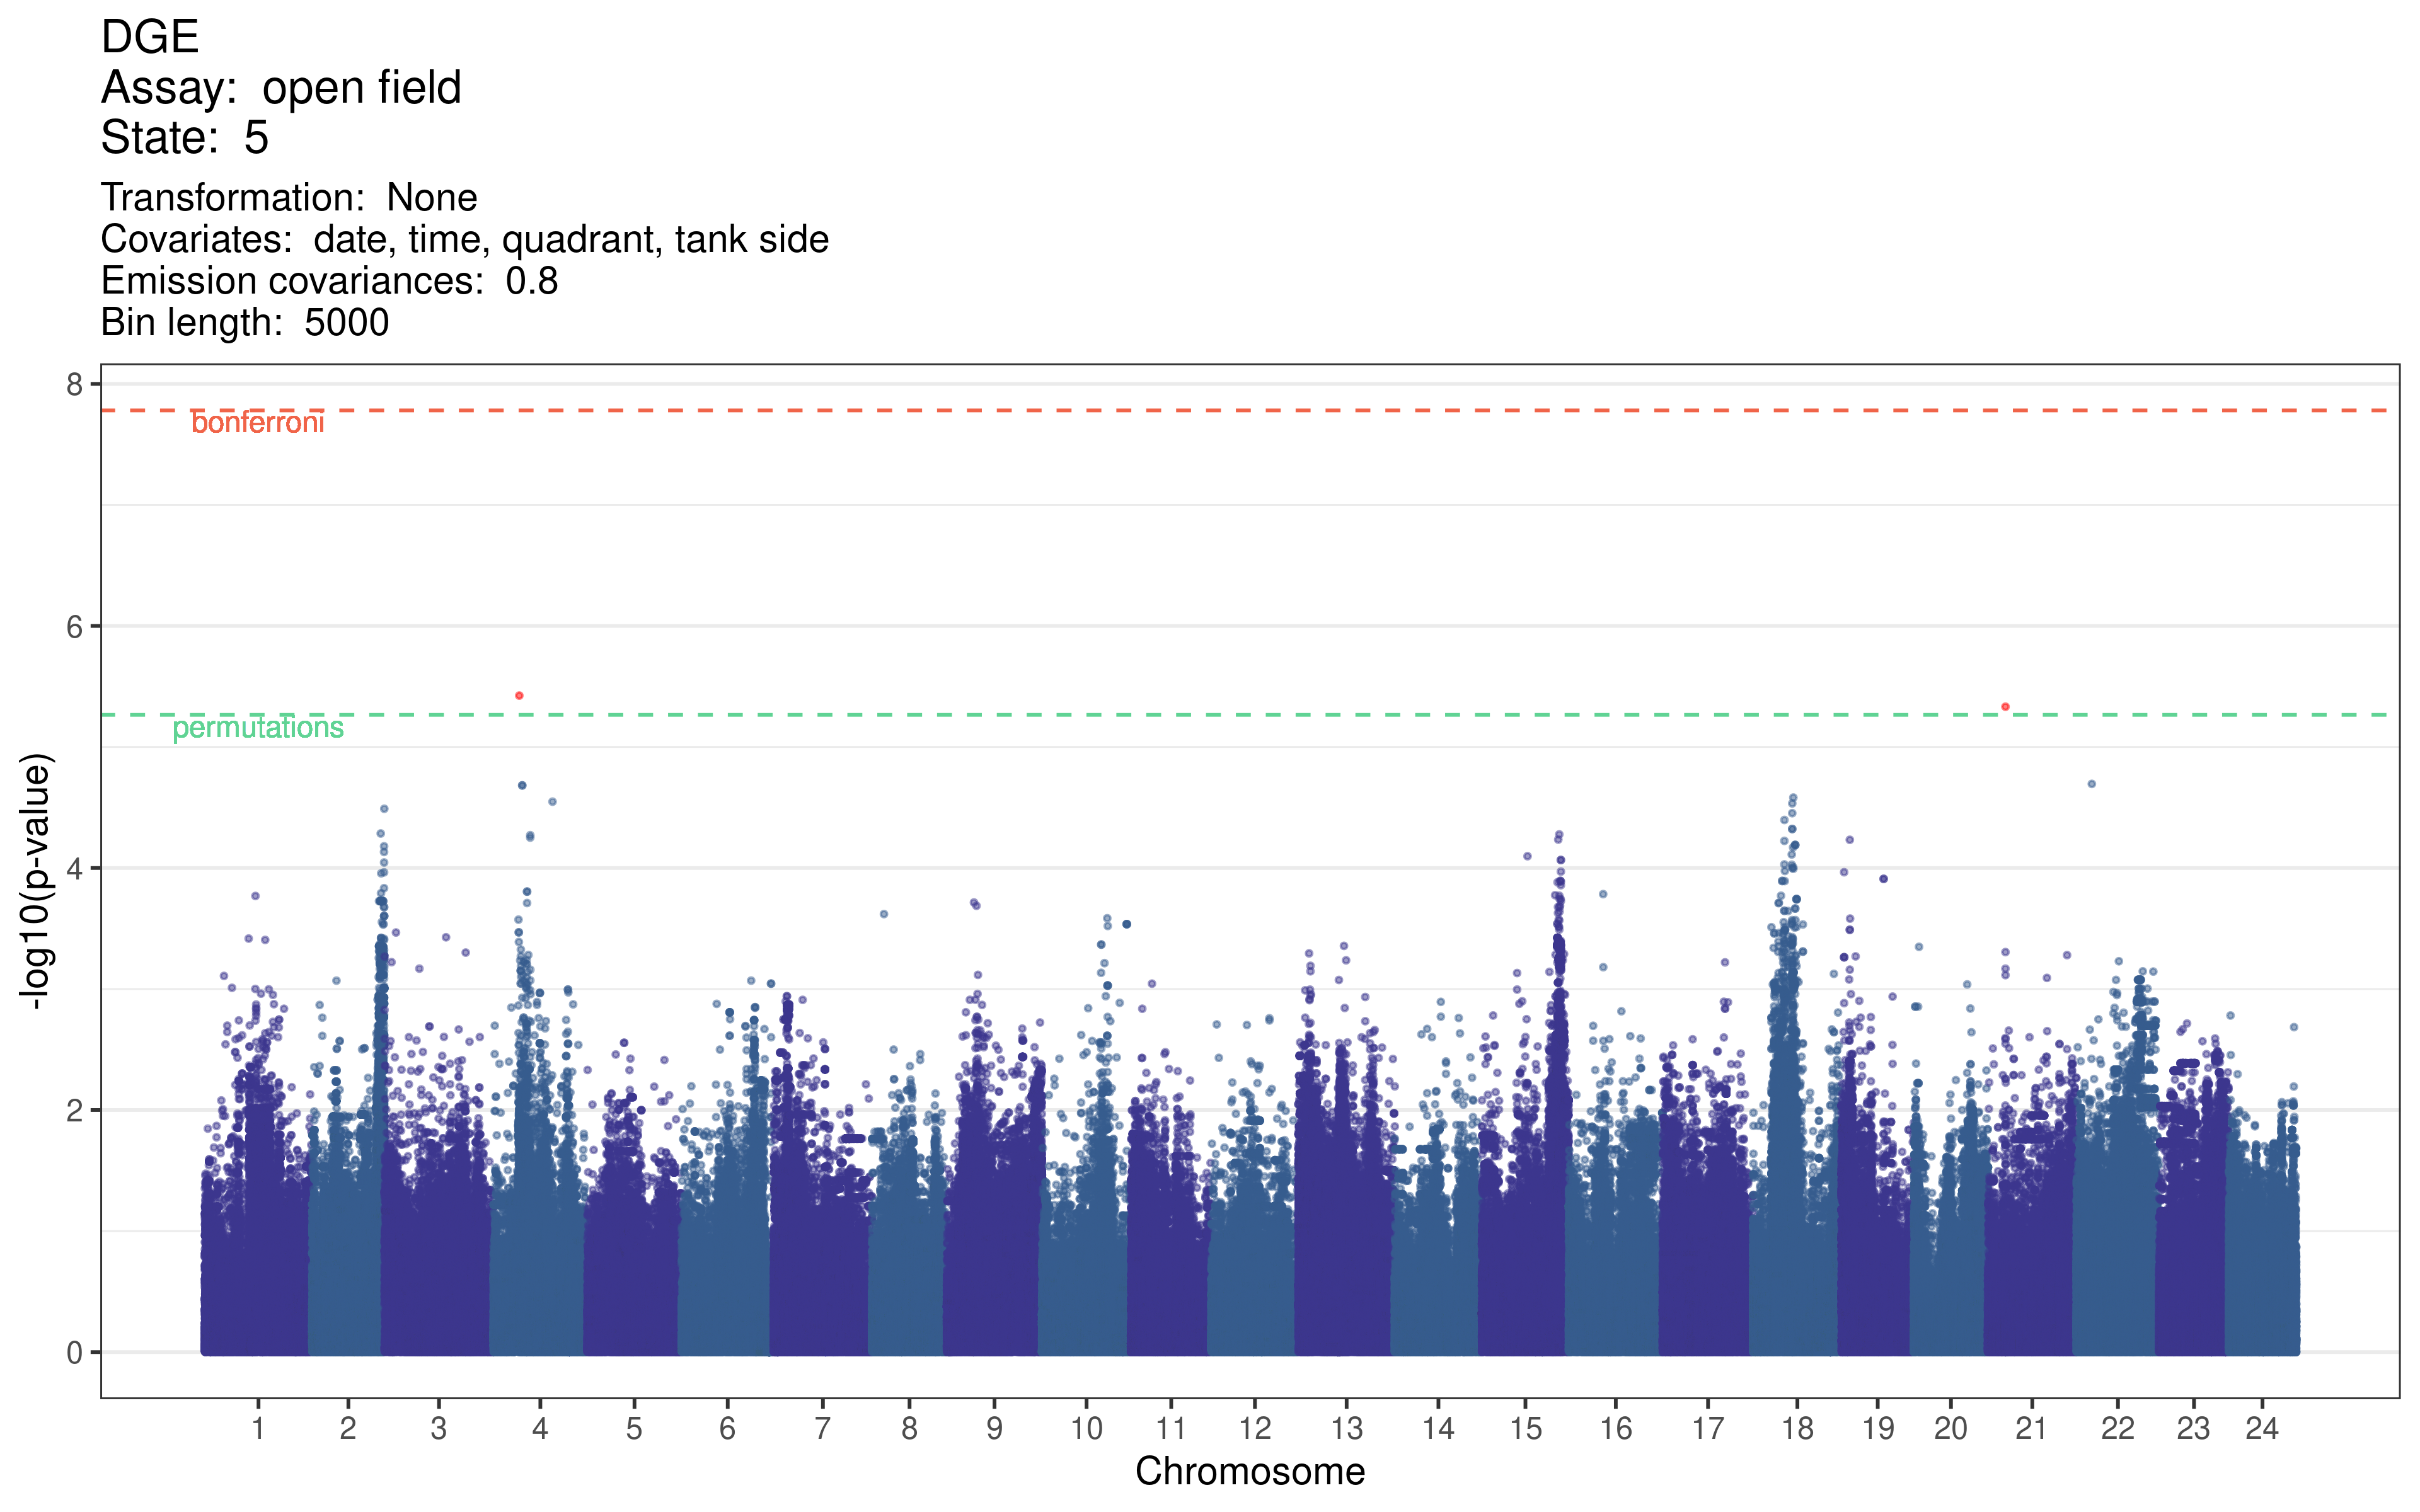 DGE
Assay:  open field
State:  5
Transformation:  None
Covariates:  date, time, quadrant, tank side
Emission covariances:  0.8
Bin length:  5000
8
bonferroni
6
permutations
4
2
0
-log10(p-value)
1 2 3 4 5 6 7 8 9 10 11 12 13 14 15 16 17 18 19 20 21 22 23 24
Chromosome